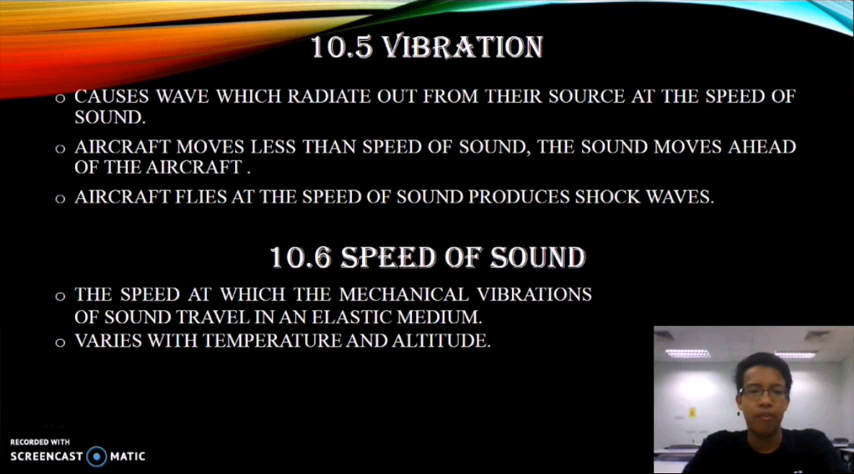 10.5 VIBRATION
o CAUSES WAVE WHICH RADIATE OUT FROM THEIR SOURCE AT THE SPEED OF
SOUND.
o AIRCRAFT MOVES LESS THAN SPEED OF SOUND, THE SOUND MOVES AHEAD
OF THE AIRCRAFT .
o AIRCRAFT FLIES AT THE SPEED OF SOUND PRODUCES SHOCK WAVES.
10.6 SPEED OF SOUND
o THE SPEED AT WHICH THE MECHANICAL VIBRATIONS
OF SOUND TRAVEL IN AN ELASTIC MEDIUM.
o VARIES WITH TEMPERATURE AND ALTITUDE.
RECORDED WITH
SCREENCAST MATIC